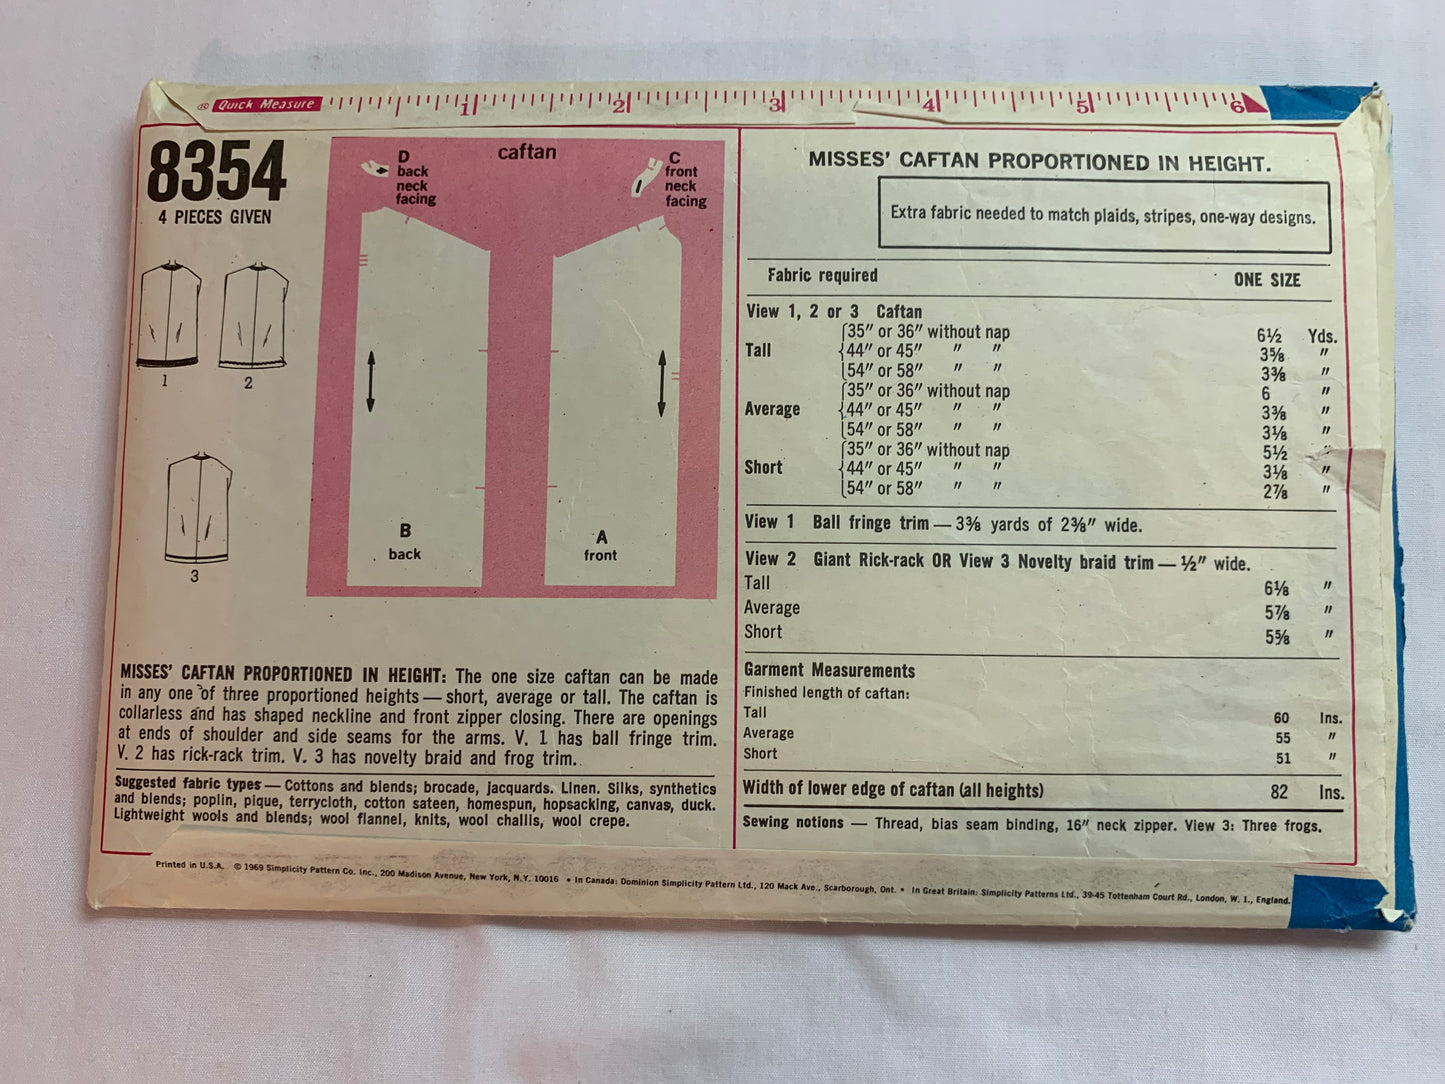 ® Quick Measure 1 2 3 4 5 6
8354
4 PIECES GIVEN
1
2
3
caftan
D
back
neck
facing
C
front
neck
facing
B
back
A
front
MISSES' CAFTAN PROPORTIONED IN HEIGHT: The one size caftan can be made
in any one of three proportioned heights — short, average or tall. The caftan is
collarless and has shaped neckline and front zipper closing. There are openings
at ends of shoulder and side seams for the arms. V. 1 has ball fringe trim.
V. 2 has rick-rack trim. V. 3 has novelty braid and frog trim.
Suggested fabric types — Cottons and blends; brocade, jacquards. Linen. Silks, synthetics
and blends; poplin, pique, terrycloth, cotton sateen, homespun, hopsacking, canvas, duck.
Lightweight wools and blends; wool flannel, knits, wool challis, wool crepe.
MISSES' CAFTAN PROPORTIONED IN HEIGHT.
Extra fabric needed to match plaids, stripes, one-way designs.
Fabric required ONE SIZE
View 1, 2 or 3 Caftan
35" or 36" without nap 6½ Yds.
Tall 44" or 45" " " 3⅝ "
54" or 58" " " 3⅜ "
35" or 36" without nap 6 "
Average 44" or 45" " " 3⅜ "
54" or 58" " " 3⅛ "
35" or 36" without nap 5½ "
Short 44" or 45" " " 3⅛ "
54" or 58" " " 2⅞ "
View 1 Ball fringe trim — 3⅜ yards of 2⅜" wide.
View 2 Giant Rick-rack OR View 3 Novelty braid trim — ½" wide.
Tall 6⅛ "
Average 5⅞ "
Short 5⅝ "
Garment Measurements
Finished length of caftan:
Tall 60 Ins.
Average 55 "
Short 51 "
Width of lower edge of caftan (all heights) 82 Ins.
Sewing notions — Thread, bias seam binding, 16" neck zipper. View 3: Three frogs.
Printed in U.S.A. © 1969 Simplicity Pattern Co. Inc., 200 Madison Avenue, New York, N.Y. 10016 • In Canada: Dominion Simplicity Pattern Ltd., 120 Mack Ave., Scarborough, Ont. • In Great Britain: Simplicity Patterns Ltd., 39-45 Tottenham Court Rd., London, W. 1., England.